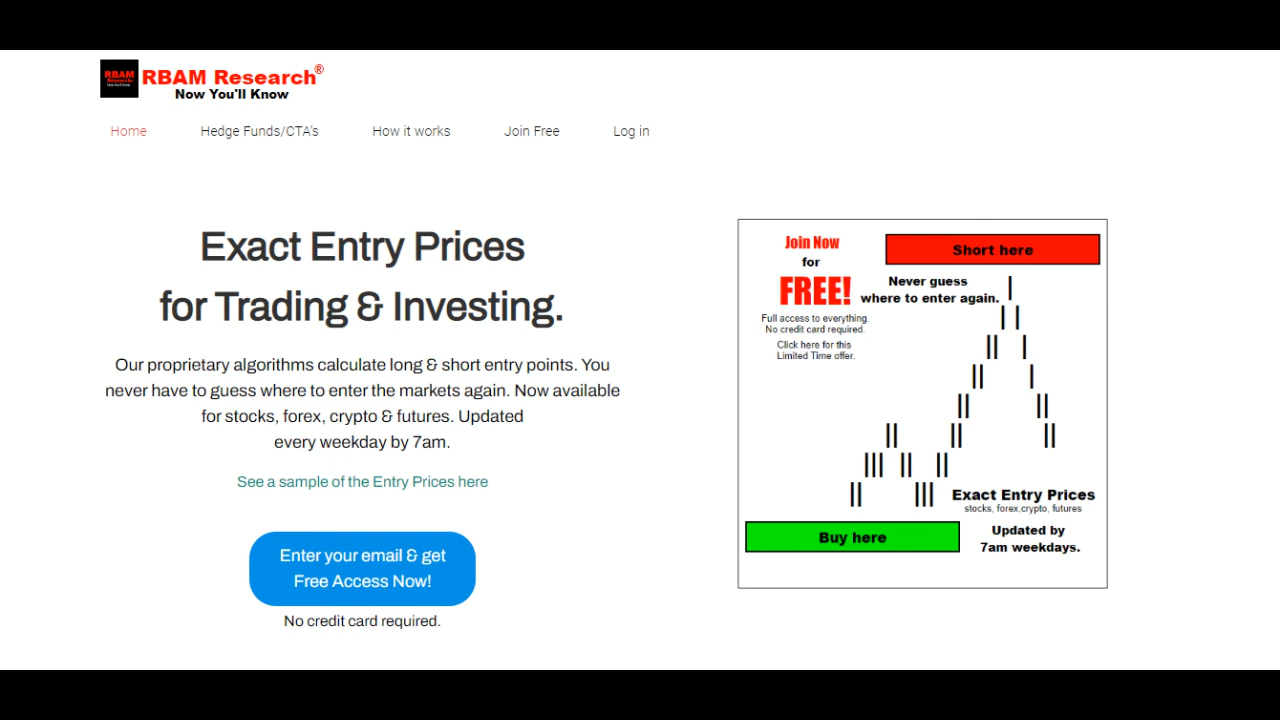 RBAM
Research
Now You'll Know
RBAM Research®
Now You'll Know
Home
Hedge Funds/CTA's
How it works
Join Free
Log in
Exact Entry Prices
for Trading & Investing.
Our proprietary algorithms calculate long & short entry points. You
never have to guess where to enter the markets again. Now available
for stocks, forex, crypto & futures. Updated
every weekday by 7am.
See a sample of the Entry Prices here
Enter your email & get
Free Access Now!
No credit card required.
Join Now
for
FREE!
Full access to everything.
No credit card required.
Click here for this
Limited Time offer.
Short here
Never guess
where to enter again.
Exact Entry Prices
stocks, forex,crypto, futures
Buy here
Updated by
7am weekdays.